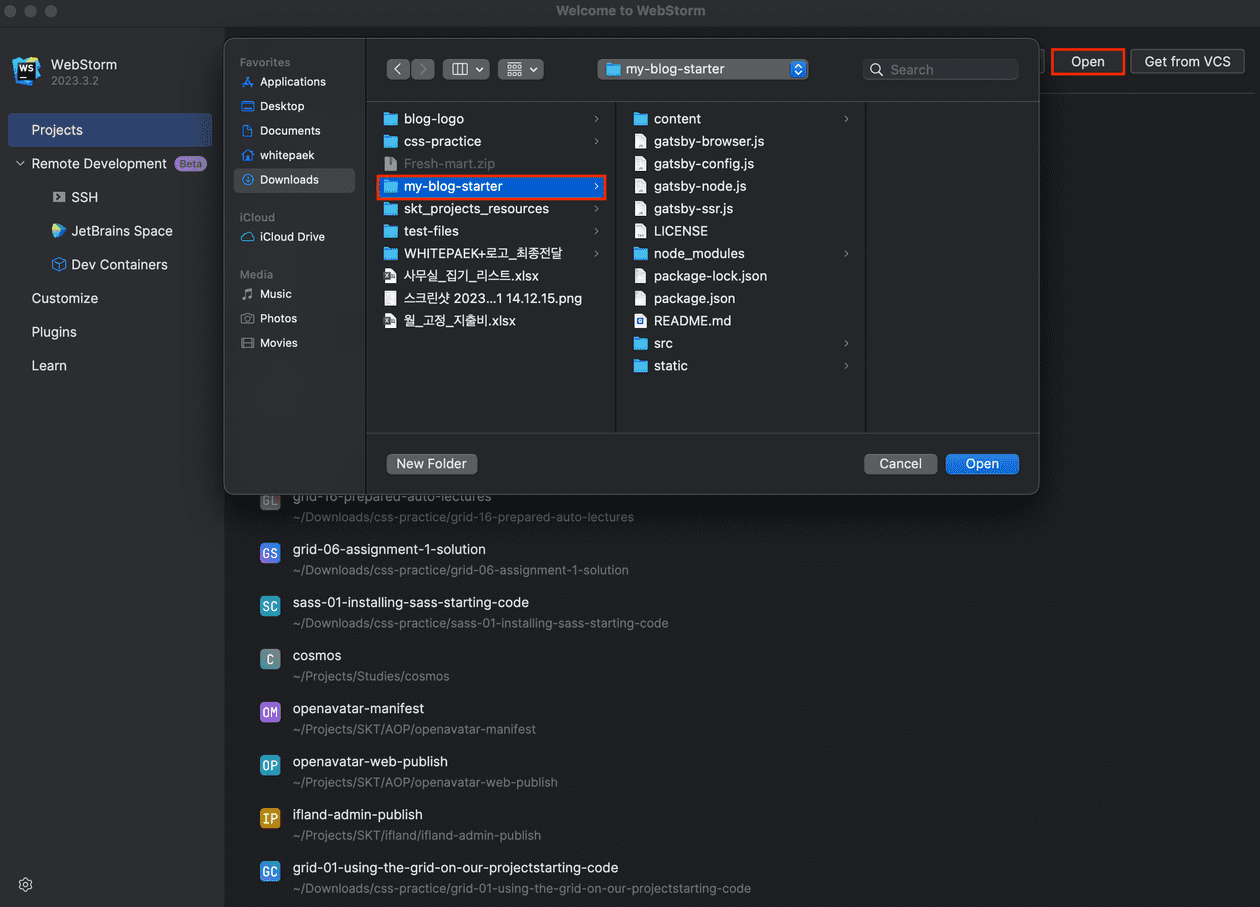 Welcome to WebStorm
WS
WebStorm
2023.3.2
Projects
Remote Development Beta
SSH
JetBrains Space
Dev Containers
Customize
Plugins
Learn
Open
Get from VCS
Favorites
Applications
Desktop
Documents
whitepaek
Downloads
iCloud
iCloud Drive
Media
Music
Photos
Movies
my-blog-starter
Search
blog-logo
css-practice
Fresh-mart.zip
my-blog-starter
skt_projects_resources
test-files
WHITEPAEK+로고_최종전달
사무실_집기_리스트.xlsx
스크린샷 2023...1 14.12.15.png
월_고정_지출비.xlsx
content
gatsby-browser.js
gatsby-config.js
gatsby-node.js
gatsby-ssr.js
LICENSE
node_modules
package-lock.json
package.json
README.md
src
static
New Folder
Cancel
Open
GL grid-16-prepared-auto-lectures
~/Downloads/css-practice/grid-16-prepared-auto-lectures
GS grid-06-assignment-1-solution
~/Downloads/css-practice/grid-06-assignment-1-solution
SC sass-01-installing-sass-starting-code
~/Downloads/css-practice/sass-01-installing-sass-starting-code
C cosmos
~/Projects/Studies/cosmos
OM openavatar-manifest
~/Projects/SKT/AOP/openavatar-manifest
OP openavatar-web-publish
~/Projects/SKT/AOP/openavatar-web-publish
IP ifland-admin-publish
~/Projects/SKT/ifland/ifland-admin-publish
GC grid-01-using-the-grid-on-our-projectstarting-code
~/Downloads/css-practice/grid-01-using-the-grid-on-our-projectstarting-code